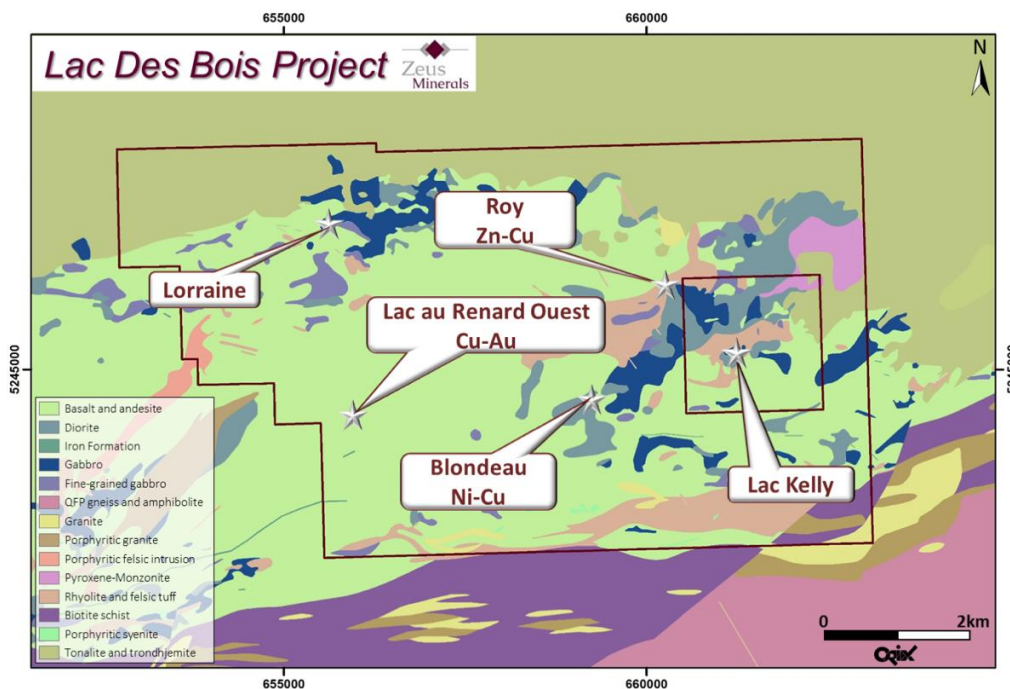 655000
660000
Lac Des Bois Project
Zeus
Minerals
N
Roy
Zn-Cu
Lorraine
Lac au Renard Ouest
Cu-Au
5245000
5245000
Blondeau
Ni-Cu
Lac Kelly
Basalt and andesite
Diorite
Iron Formation
Gabbro
Fine-grained gabbro
QFP gneiss and amphibolite
Granite
Porphyritic granite
Porphyritic felsic intrusion
Pyroxene-Monzonite
Rhyolite and felsic tuff
Biotite schist
Porphyritic syenite
Tonalite and trondhjemite
0
2km
655000
660000